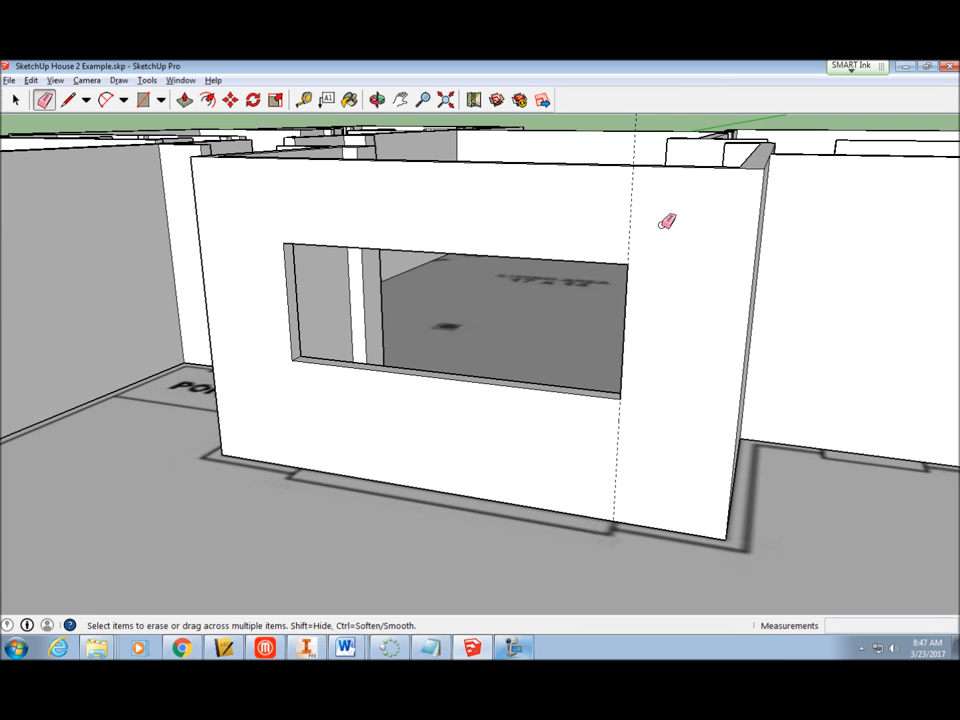 SketchUp House 2 Example.skp - SketchUp Pro
SMART Ink
File Edit View Camera Draw Tools Window Help
A1
Select items to erase or drag across multiple items. Shift=Hide, Ctrl=Soften/Smooth.
Measurements
8:47 AM
3/23/2017